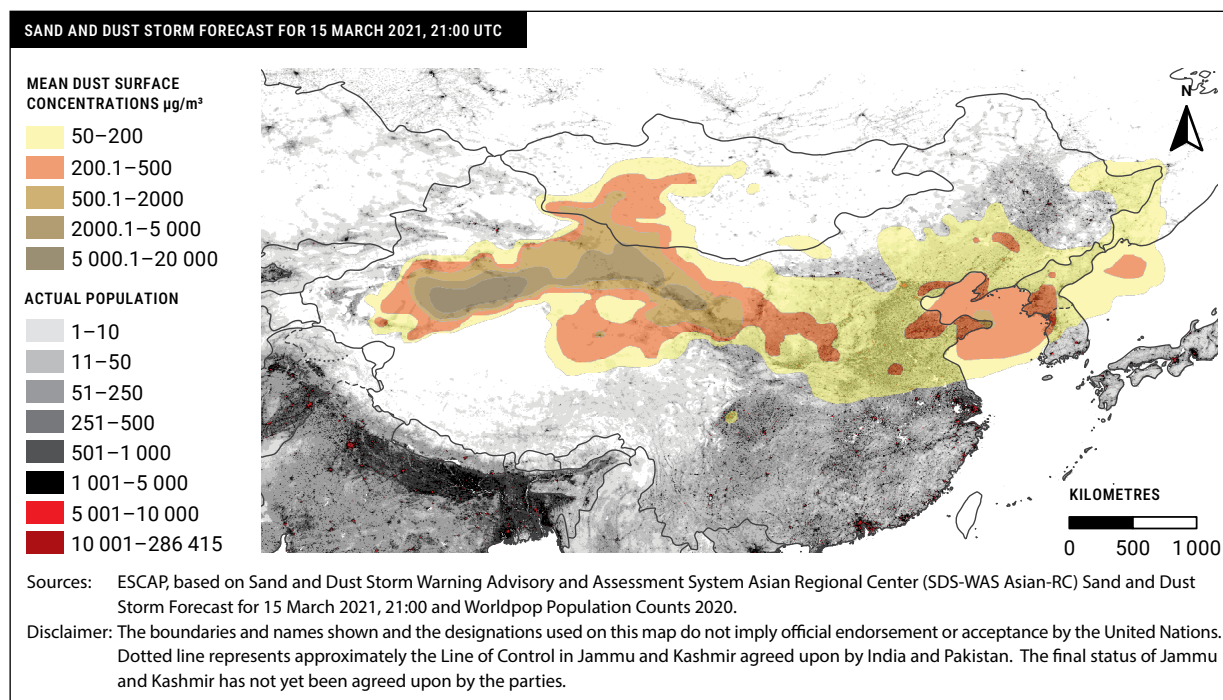 SAND AND DUST STORM FORECAST FOR 15 MARCH 2021, 21:00 UTC
MEAN DUST SURFACE
CONCENTRATIONS µg/m³
50–200
200.1–500
500.1–2000
2000.1–5 000
5 000.1–20 000
ACTUAL POPULATION
1–10
11–50
51–250
251–500
501–1 000
1 001–5 000
5 001–10 000
10 001–286 415
N
KILOMETRES
0 500 1 000
Sources: ESCAP, based on Sand and Dust Storm Warning Advisory and Assessment System Asian Regional Center (SDS-WAS Asian-RC) Sand and Dust
Storm Forecast for 15 March 2021, 21:00 and Worldpop Population Counts 2020.
Disclaimer: The boundaries and names shown and the designations used on this map do not imply official endorsement or acceptance by the United Nations.
Dotted line represents approximately the Line of Control in Jammu and Kashmir agreed upon by India and Pakistan. The final status of Jammu
and Kashmir has not yet been agreed upon by the parties.